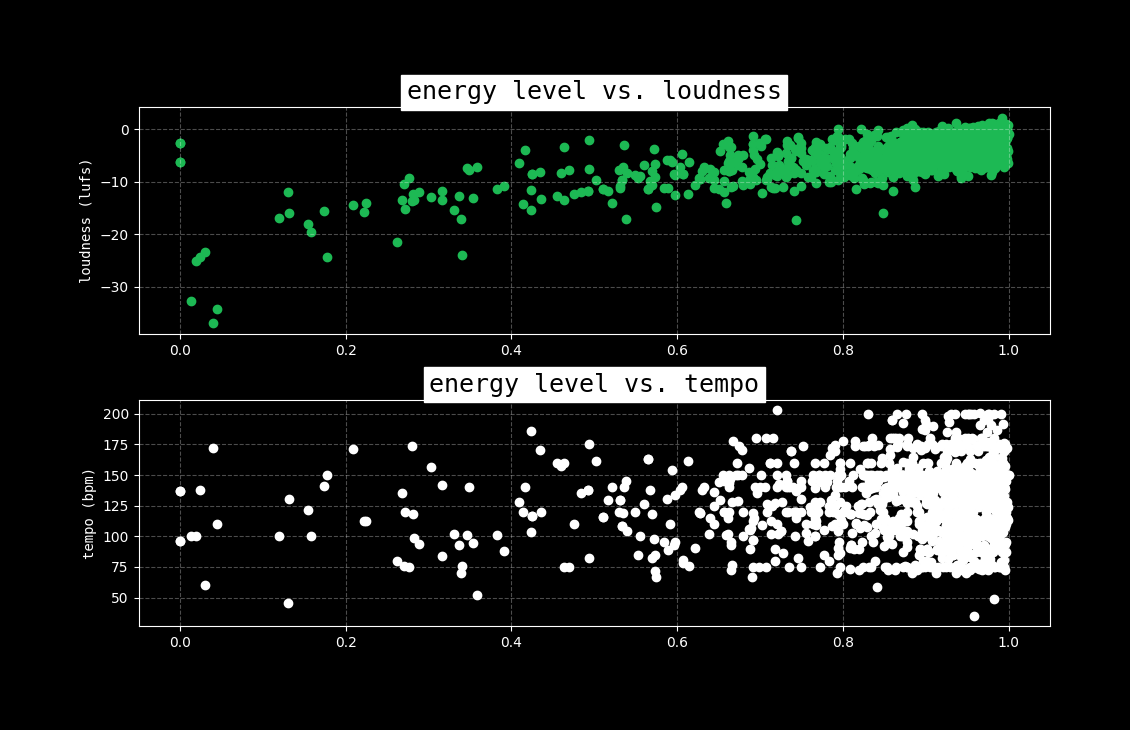 energy level vs. loudness
loudness (lufs)
0
−10
−20
−30
0.0 0.2 0.4 0.6 0.8 1.0
energy level vs. tempo
tempo (bpm)
200
175
150
125
100
75
50
0.0 0.2 0.4 0.6 0.8 1.0